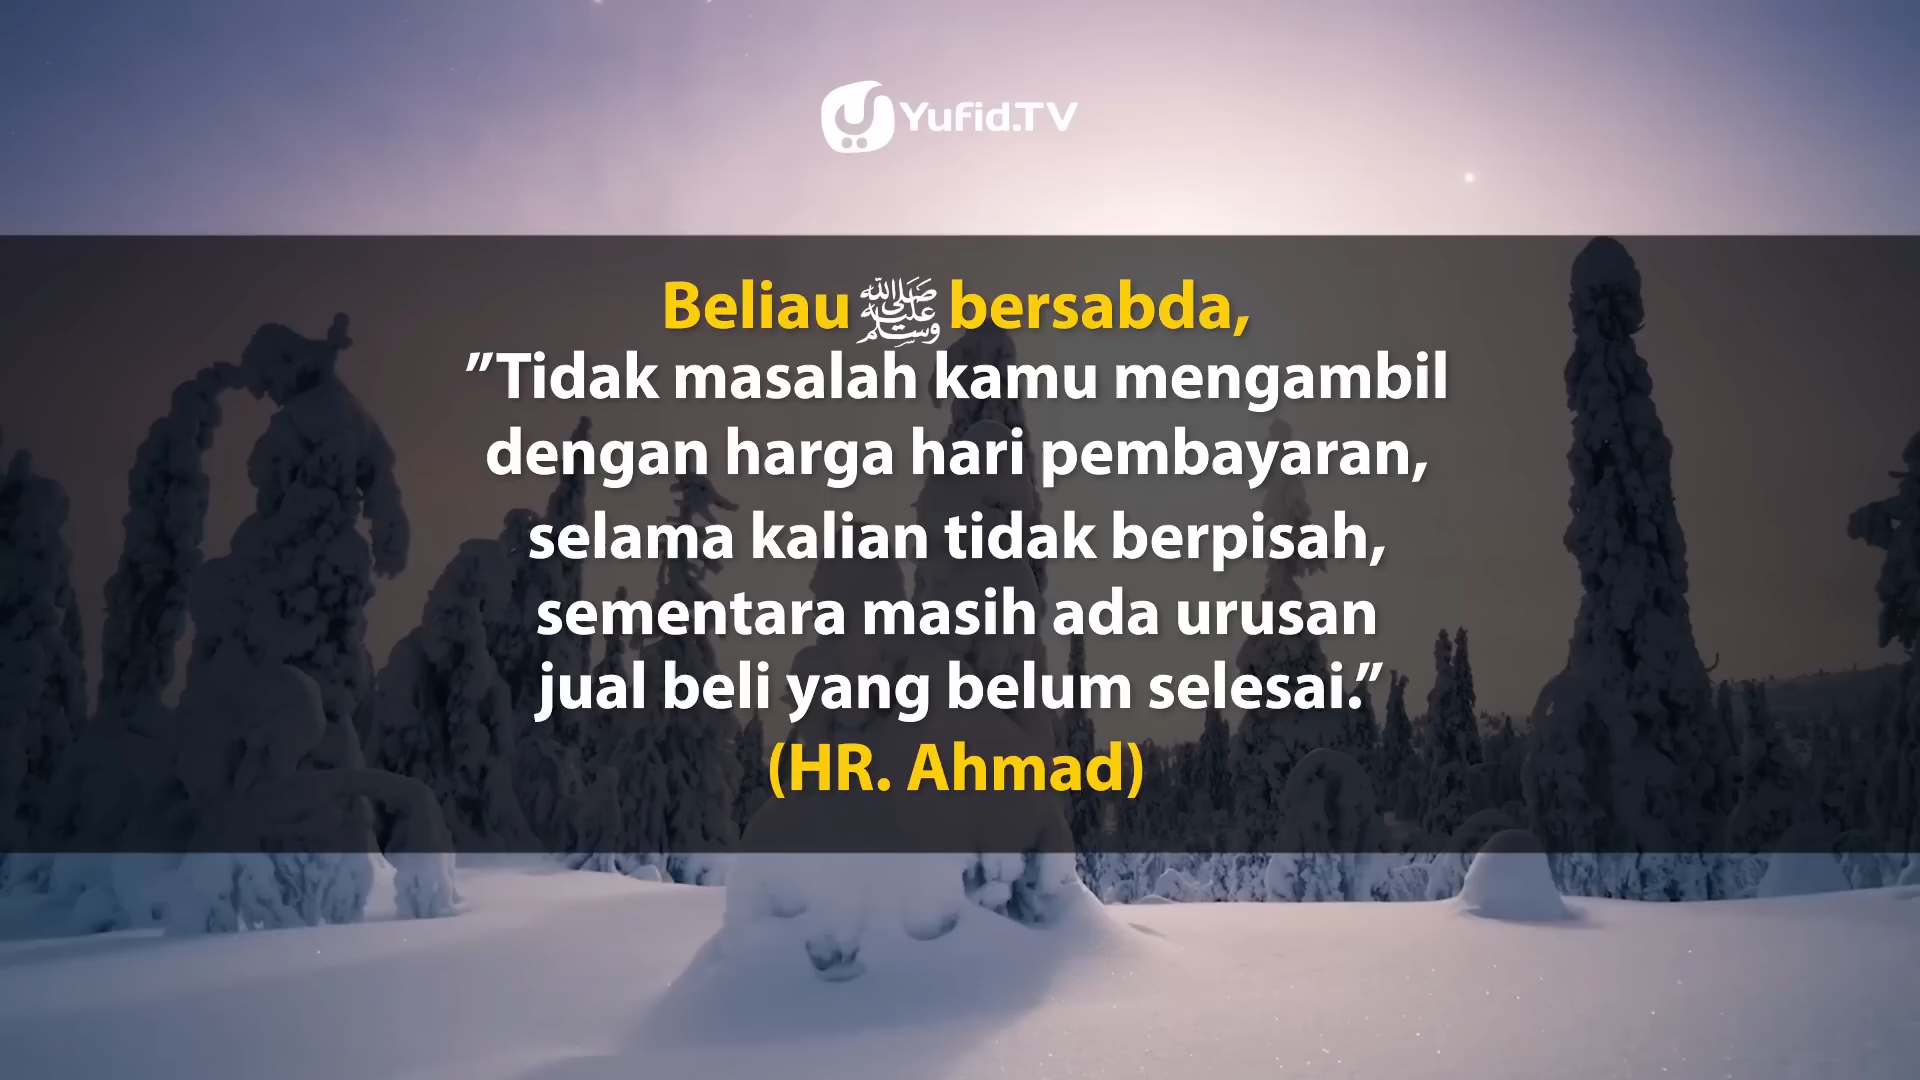 Yufid.TV
Beliau ﷺ bersabda,
"Tidak masalah kamu mengambil
dengan harga hari pembayaran,
selama kalian tidak berpisah,
sementara masih ada urusan
jual beli yang belum selesai."
(HR. Ahmad)